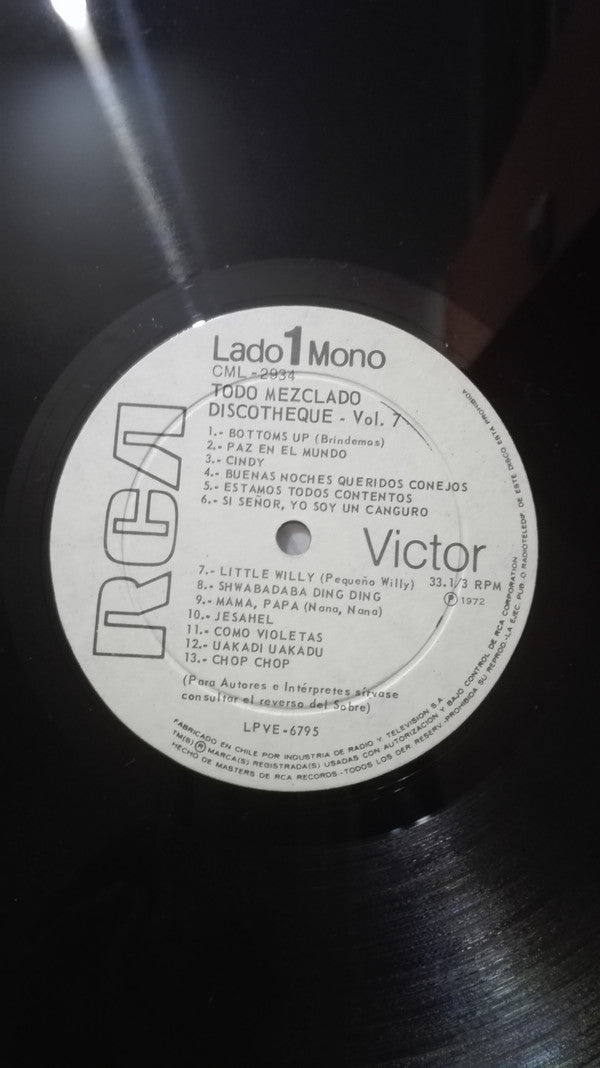 Lado 1 Mono
CML - 2934
TODO MEZCLADO
DISCOTHEQUE - Vol. 7
1.- BOTTOMS UP (Brindemos)
2.- PAZ EN EL MUNDO
3.- CINDY
4.- BUENAS NOCHES QUERIDOS CONEJOS
5.- ESTAMOS TODOS CONTENTOS
6.- SI SEÑOR, YO SOY UN CANGURO
RCA
Victor
7.- LITTLE WILLY (Pequeño Willy)
33.1/3 RPM
8.- SHWABADABA DING DING
Ⓟ 1972
9.- MAMA, PAPA (Nana, Nana)
10.- JESAHEL
11.- COMO VIOLETAS
12.- UAKADI UAKADU
13.- CHOP CHOP
(Para Autores e Intérpretes sírvase
consultar el reverso del Sobre)
LPVE-6795
FABRICADO EN CHILE POR INDUSTRIA DE RADIO Y TELEVISION S.A.
TM(S) ® MARCA(S) REGISTRADA(S) USADAS CON AUTORIZACION Y BAJO CONTROL DE RCA CORPORATION
HECHO DE MASTERS DE RCA RECORDS.-TODOS LOS DER. RESERV.-PROHIBIDA SU REPROD.-LA EJEC. PUB. O RADIOTELEDIF. DE ESTE DISCO ESTA PROHIBIDA